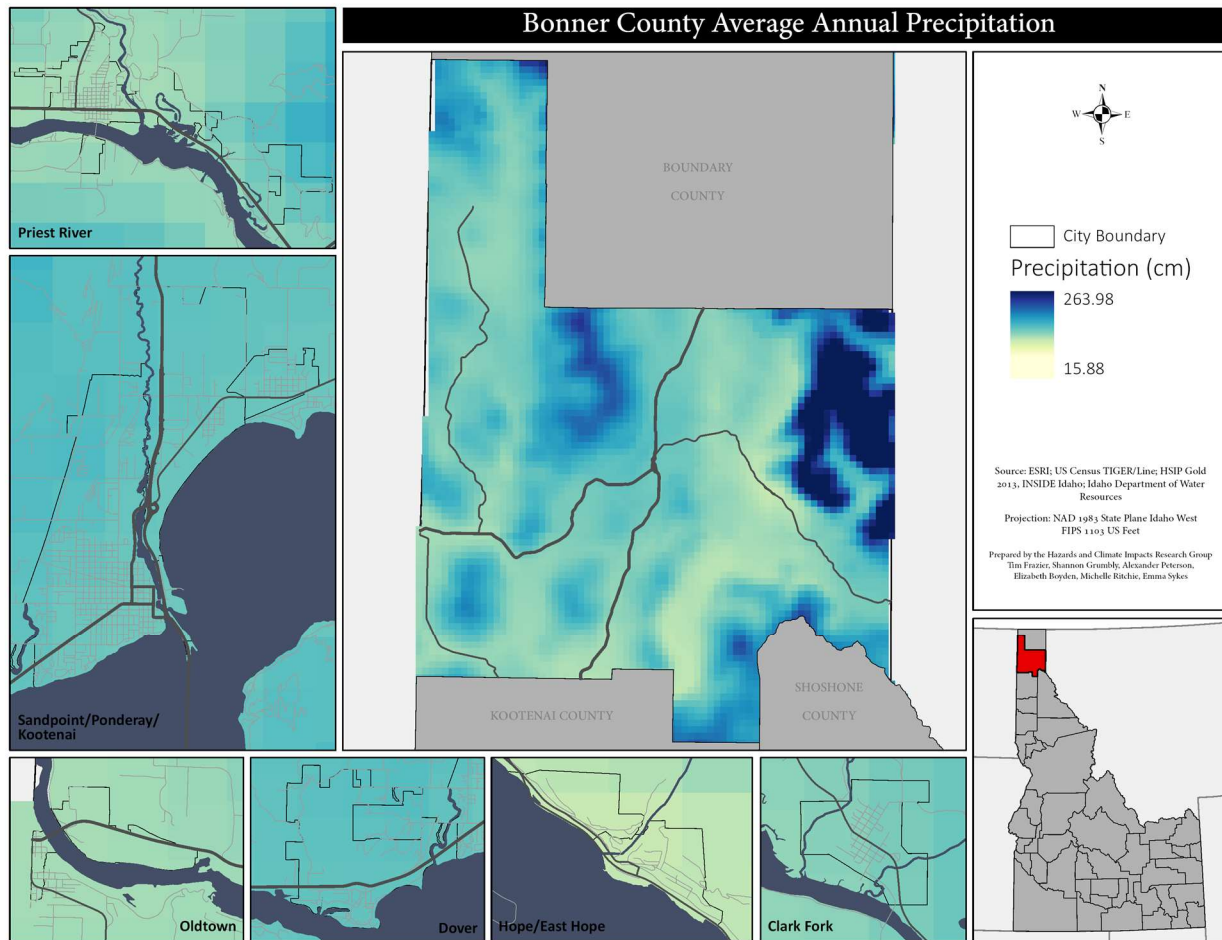 Bonner County Average Annual Precipitation
Priest River
Sandpoint/Ponderay/
Kootenai
Oldtown
Dover
Hope/East Hope
Clark Fork
BOUNDARY
COUNTY
KOOTENAI COUNTY
SHOSHONE
COUNTY
N
W
E
S
City Boundary
Precipitation (cm)
263.98
15.88
Source: ESRI; US Census TIGER/Line; HSIP Gold
2013, INSIDE Idaho; Idaho Department of Water
Resources
Projection: NAD 1983 State Plane Idaho West
FIPS 1103 US Feet
Prepared by the Hazards and Climate Impacts Research Group
Tim Frazier, Shannon Grumbly, Alexander Peterson,
Elizabeth Boyden, Michelle Ritchie, Emma Sykes